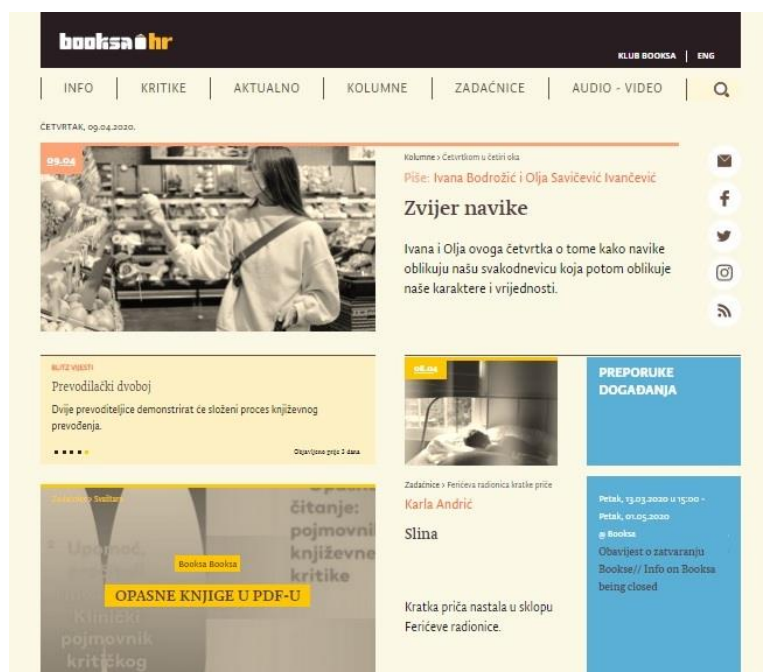 booksa hr
KLUB BOOKSA | ENG
INFO | KRITIKE | AKTUALNO | KOLUMNE | ZADAĆNICE | AUDIO - VIDEO
ČETVRTAK, 09.04.2020.
09.04
Kolumne > Četvrtkom u četiri oka
Piše: Ivana Bodrožić i Olja Savičević Ivančević
Zvijer navike
Ivana i Olja ovoga četvrtka o tome kako navike
oblikuju našu svakodnevicu koja potom oblikuje
naše karaktere i vrijednosti.
BLITZ VIJESTI
Prevodilački dvoboj
Dvije prevoditeljice demonstrirat će složeni proces književnog
prevođenja.
Objavljeno prije 3 dana
06.04
PREPORUKE
DOGAĐANJA
Zadaćnice > Svaštara
čitanje:
pojmovni
književne
kritike
Booksa Booksa
OPASNE KNJIGE U PDF-U
Klinički
pojmovnik
kritičkog
Zadaćnice > Ferićeva radionica kratke priče
Karla Andrić
Slina
Kratka priča nastala u sklopu
Ferićeve radionice.
Petak, 13.03.2020 u 15:00 -
Petak, 01.05.2020
@ Booksa
Obavijest o zatvaranju
Bookse// Info on Booksa
being closed